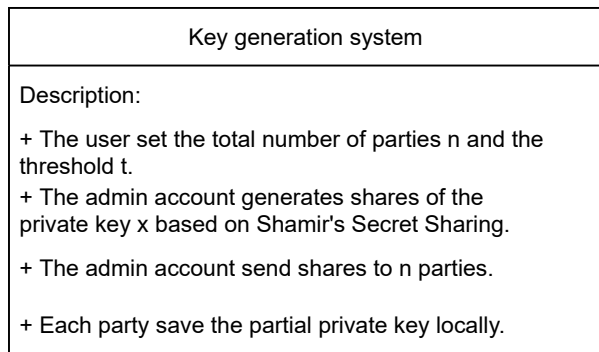 Key generation system
Description:
+ The user set the total number of parties n and the
threshold t.
+ The admin account generates shares of the
private key x based on Shamir's Secret Sharing.
+ The admin account send shares to n parties.
+ Each party save the partial private key locally.